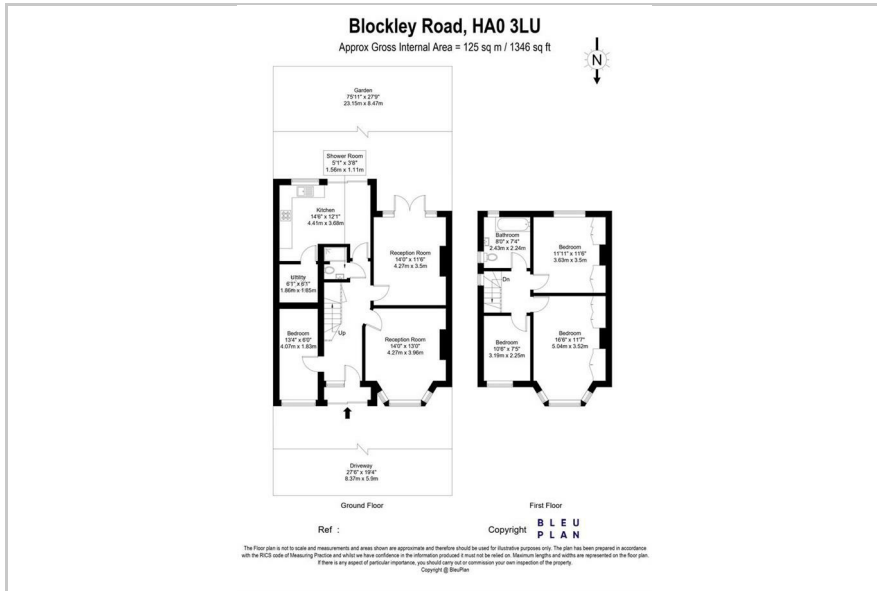 Blockley Road, HA0 3LU
Approx Gross Internal Area = 125 sq m / 1346 sq ft
N
Garden
75'11" x 27'9"
23.15m x 8.47m
Shower Room
5'1" x 3'8"
1.56m x 1.11m
Kitchen
14'6" x 12'1"
4.41m x 3.68m
Reception Room
14'0" x 11'6"
4.27m x 3.5m
Utility
6'1" x 6'1"
1.86m x 1.85m
Up
Bedroom
13'4" x 6'0"
4.07m x 1.83m
Reception Room
14'0" x 13'0"
4.27m x 3.96m
Driveway
27'6" x 19'4"
8.37m x 5.9m
Ground Floor
Bathroom
8'0" x 7'4"
2.43m x 2.24m
Bedroom
11'11" x 11'6"
3.63m x 3.5m
Dn
Bedroom
10'6" x 7'5"
3.19m x 2.25m
Bedroom
16'6" x 11'7"
5.04m x 3.52m
First Floor
Ref :
Copyright
BLEU
PLAN
The Floor plan is not to scale and measurements and areas shown are approximate and therefore should be used for illustrative purposes only. The plan has been prepared in accordance
with the RICS code of Measuring Practice and whilst we have confidence in the information produced it must not be relied on. Maximum lengths and widths are represented on the floor plan.
If there is any aspect of particular importance, you should carry out or commission your own inspection of the property.
Copyright @ BleuPlan